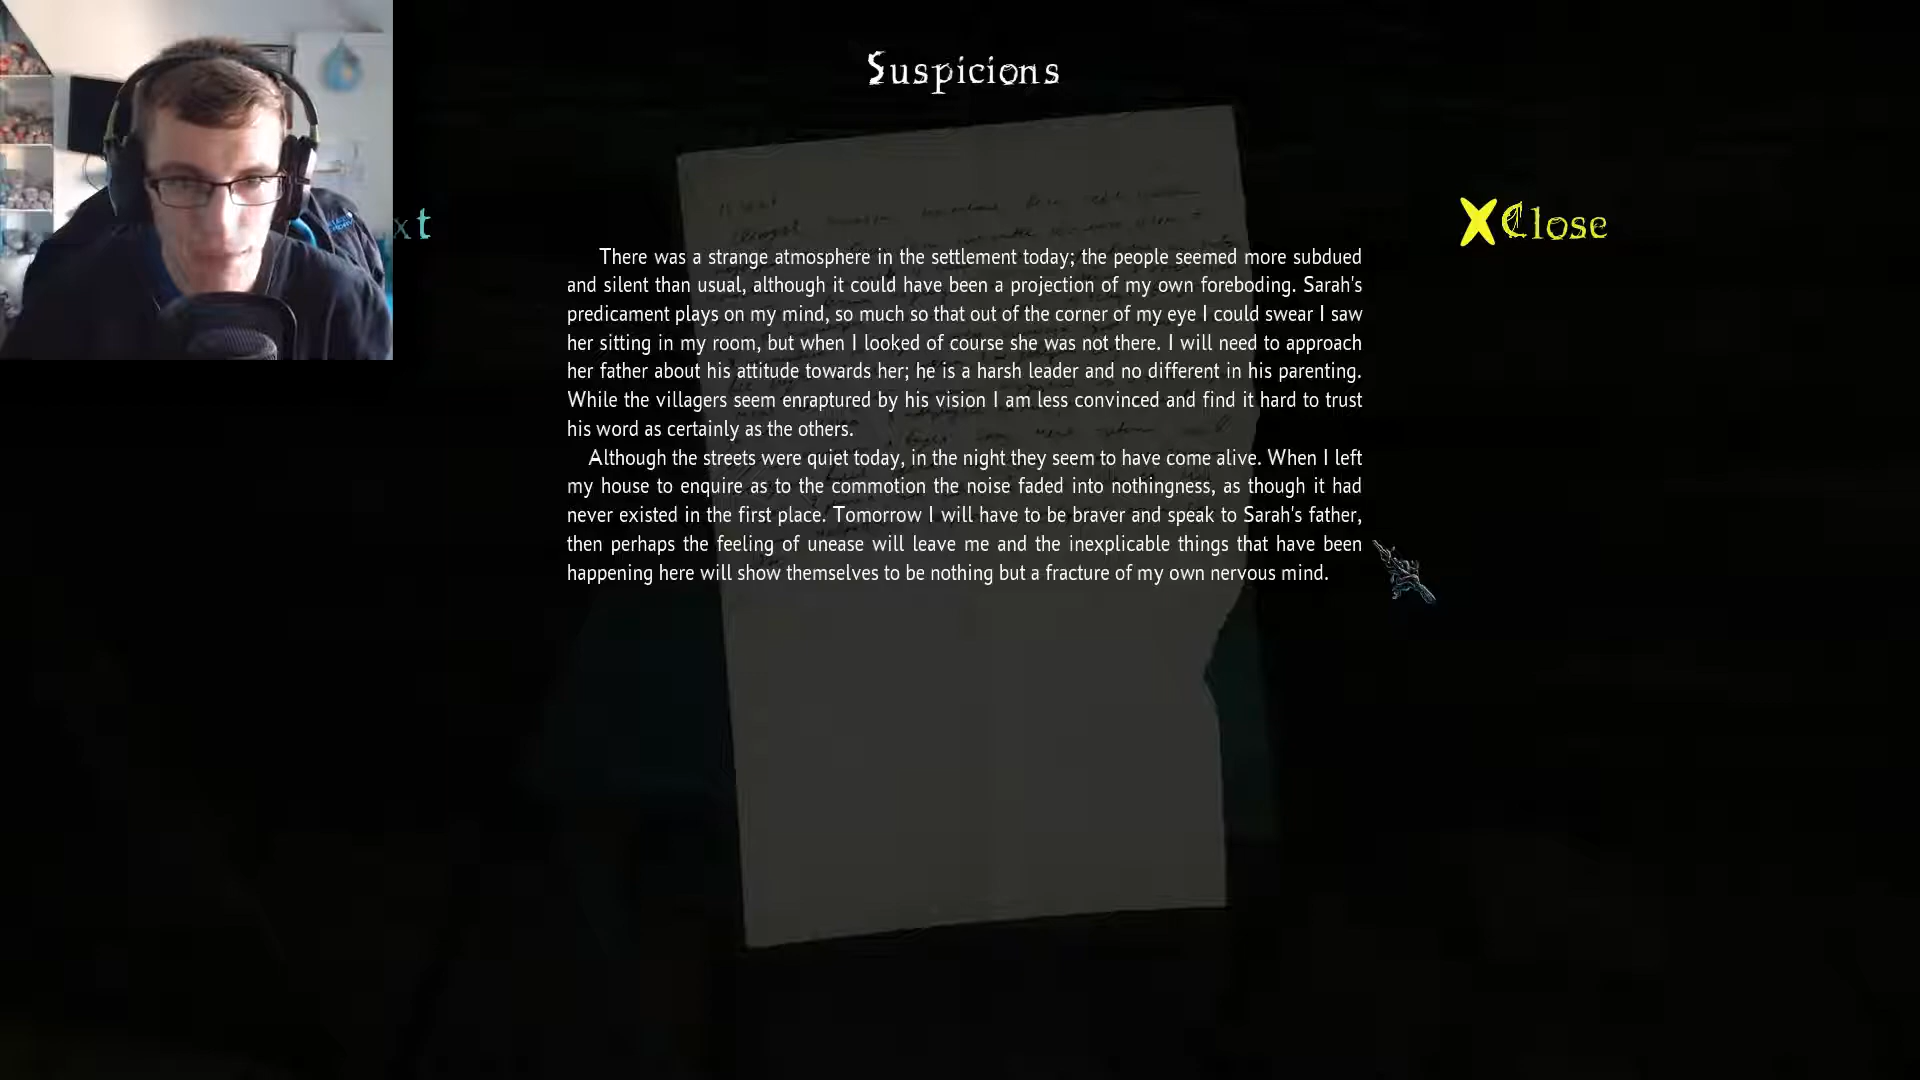 Suspicions
xt
XClose
There was a strange atmosphere in the settlement today; the people seemed more subdued
and silent than usual, although it could have been a projection of my own foreboding. Sarah's
predicament plays on my mind, so much so that out of the corner of my eye I could swear I saw
her sitting in my room, but when I looked of course she was not there. I will need to approach
her father about his attitude towards her; he is a harsh leader and no different in his parenting.
While the villagers seem enraptured by his vision I am less convinced and find it hard to trust
his word as certainly as the others.
Although the streets were quiet today, in the night they seem to have come alive. When I left
my house to enquire as to the commotion the noise faded into nothingness, as though it had
never existed in the first place. Tomorrow I will have to be braver and speak to Sarah's father,
then perhaps the feeling of unease will leave me and the inexplicable things that have been
happening here will show themselves to be nothing but a fracture of my own nervous mind.